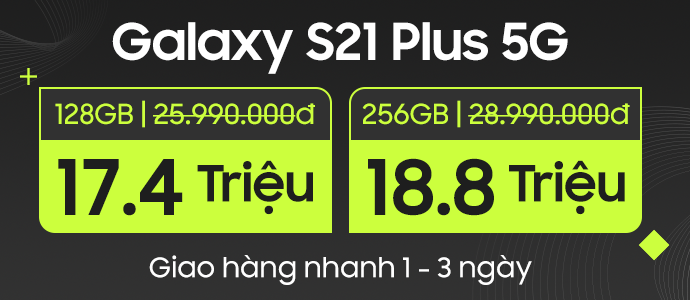 Galaxy S21 Plus 5G
128GB | 25.990.000đ
17.4 Triệu
256GB | 28.990.000đ
18.8 Triệu
Giao hàng nhanh 1 - 3 ngày